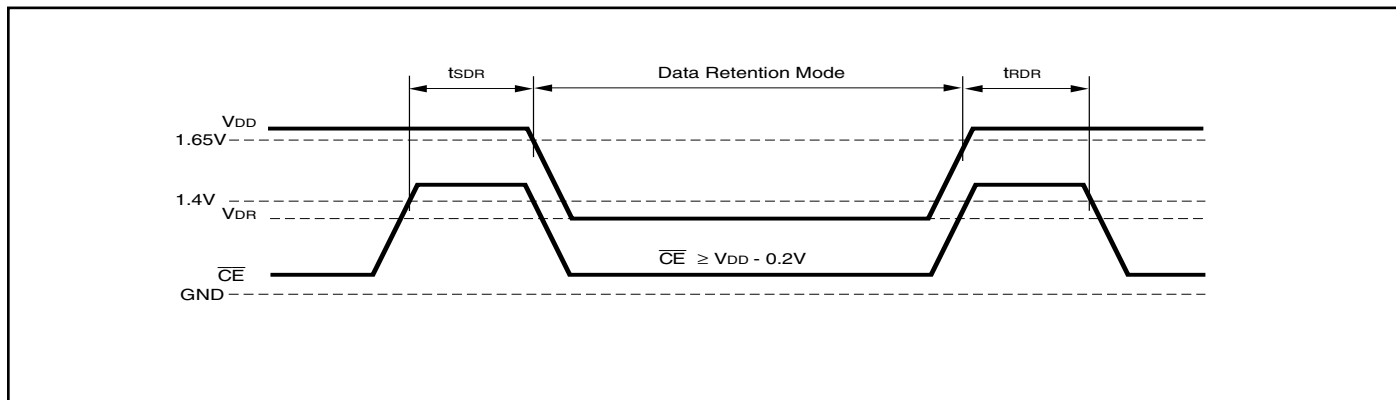 tSDR Data Retention Mode tRDR
VDD
1.65V
1.4V
VDR
CE ≥ VDD - 0.2V
CE
GND